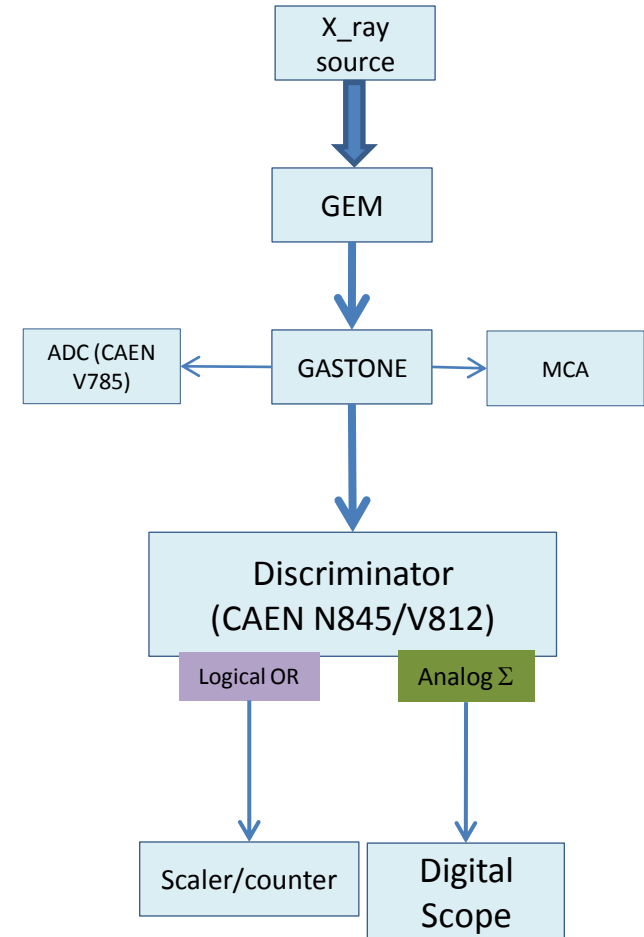 X_ray
source
GEM
ADC (CAEN
V785)
GASTONE
MCA
Discriminator
(CAEN N845/V812)
Logical OR
Analog Σ
Scaler/counter
Digital
Scope